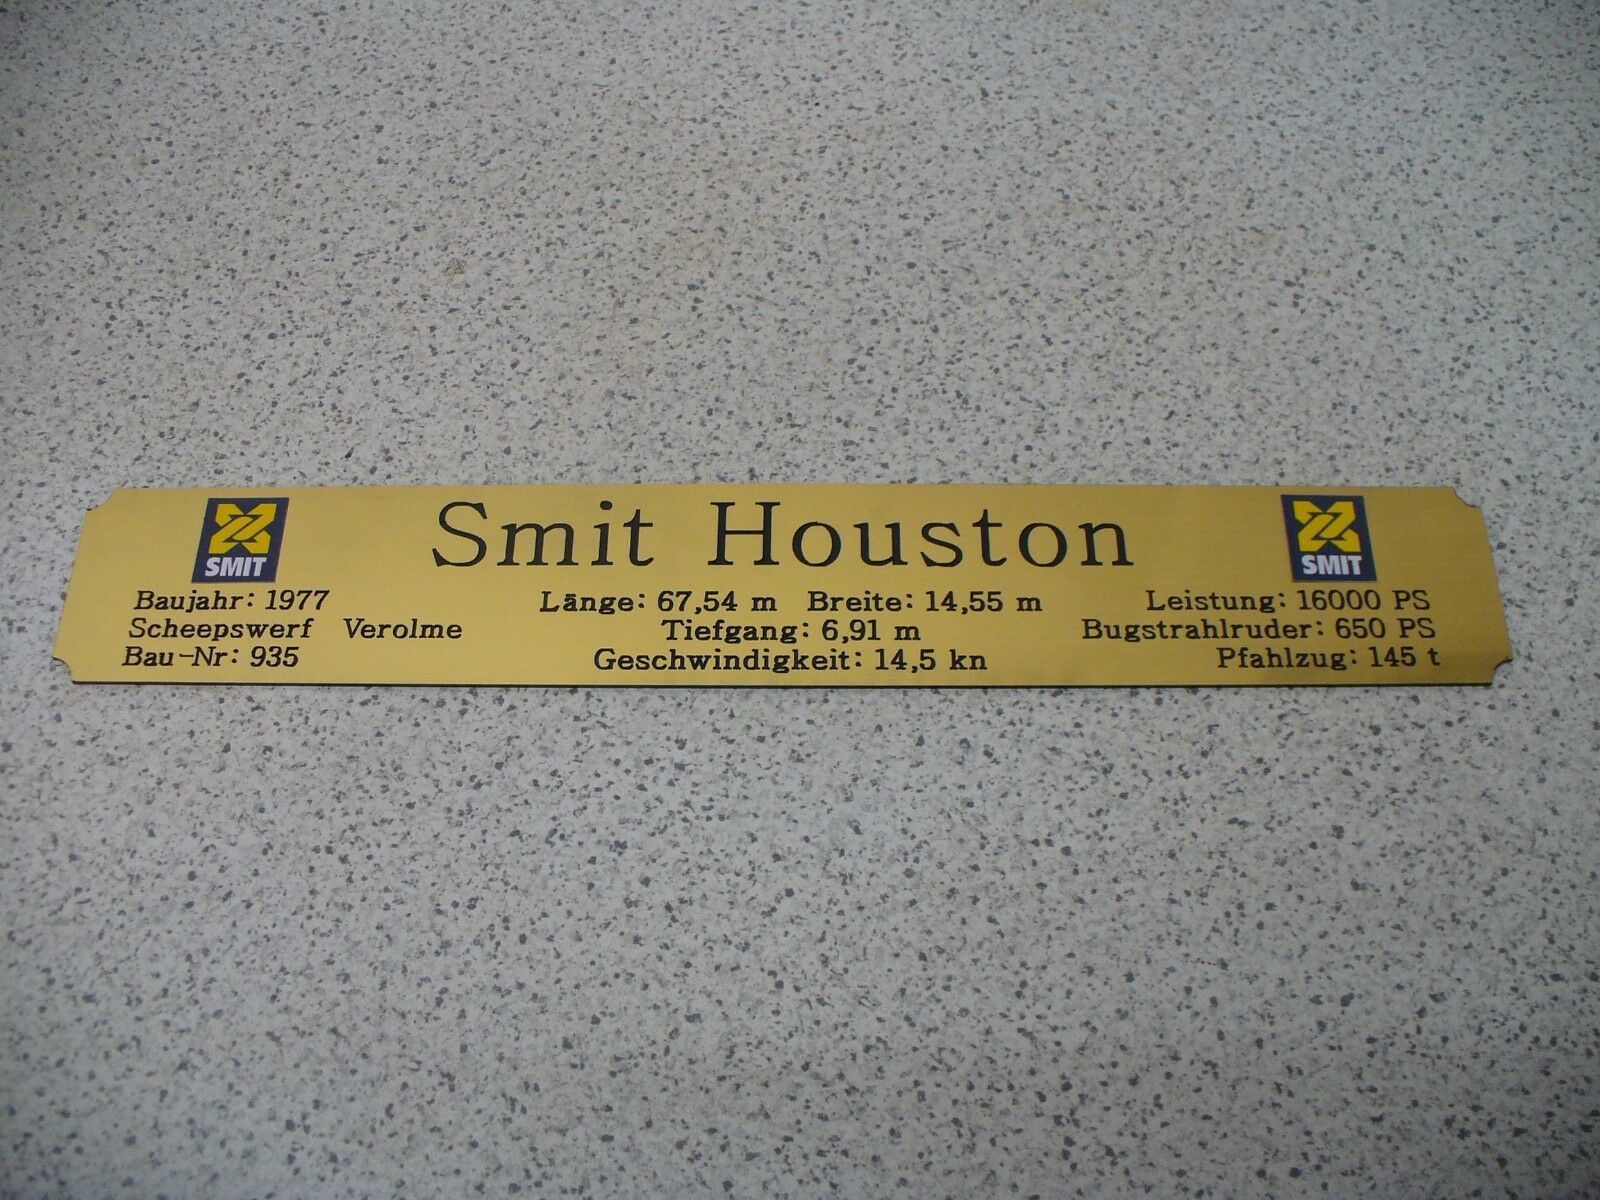 Smit Houston
SMIT
SMIT
Baujahr: 1977
Scheepswerf Verolme
Bau-Nr: 935
Länge: 67,54 m Breite: 14,55 m
Tiefgang: 6,91 m
Geschwindigkeit: 14,5 kn
Leistung: 16000 PS
Bugstrahlruder: 650 PS
Pfahlzug: 145 t